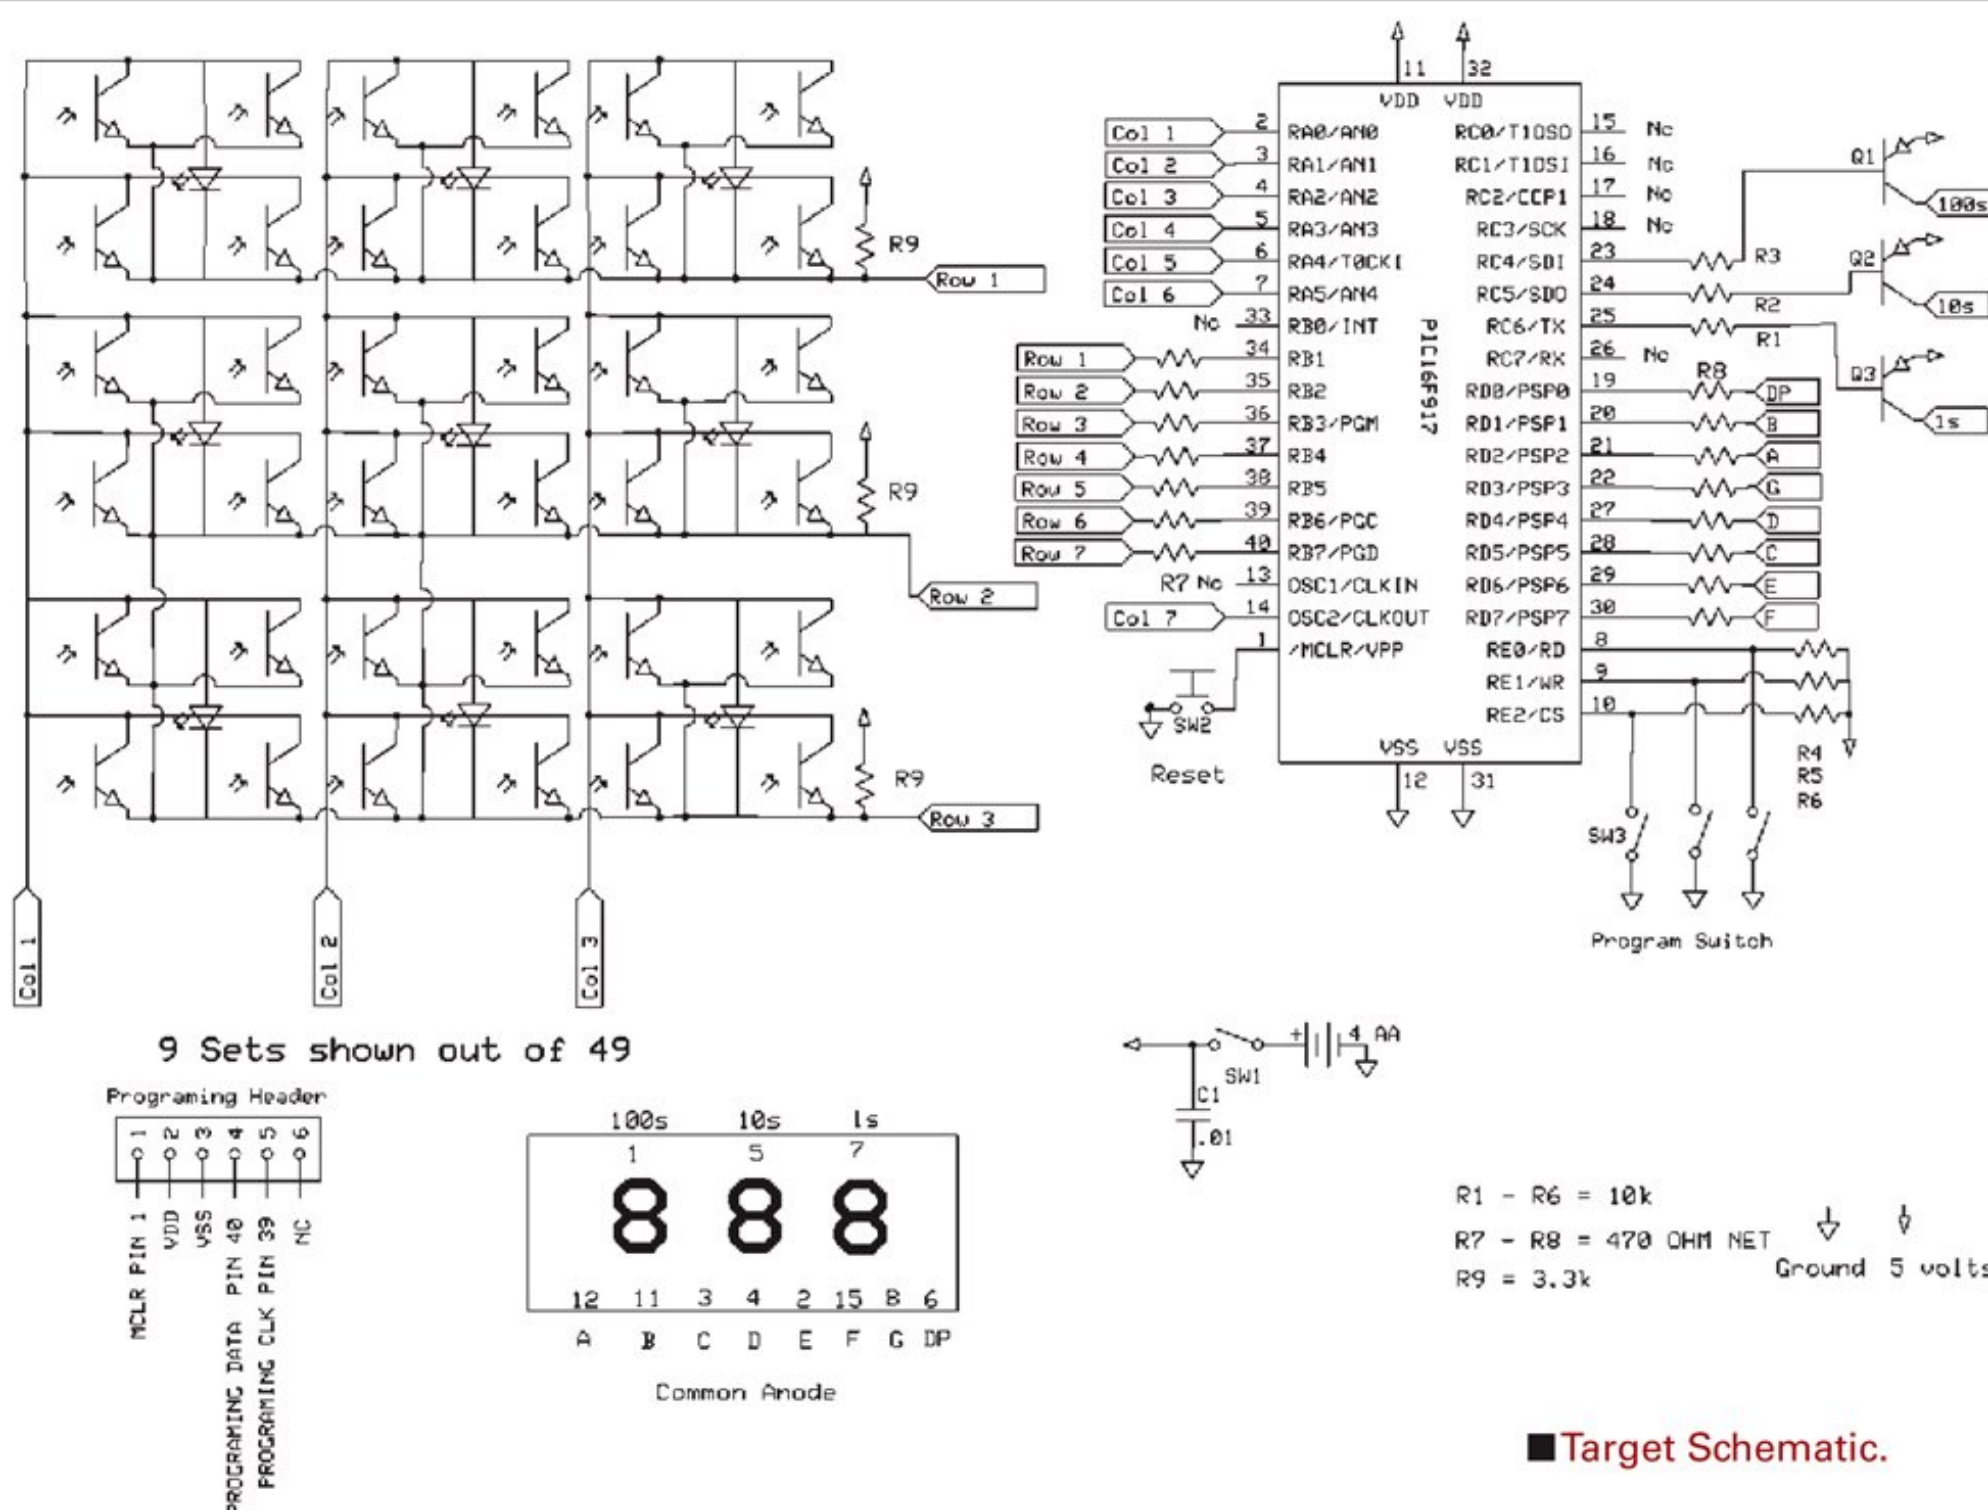 R9
Row 1
R9
Row 2
R9
Row 3
Col 1
Col 2
Col 3
9 Sets shown out of 49
11 32
VDD VDD
Col 1 2 RA0/AN0
Col 2 3 RA1/AN1
Col 3 4 RA2/AN2
Col 4 5 RA3/AN3
Col 5 6 RA4/T0CKI
Col 6 7 RA5/AN4
Nc 33 RB0/INT
Row 1 34 RB1
Row 2 35 RB2
Row 3 36 RB3/PGM
Row 4 37 RB4
Row 5 38 RB5
Row 6 39 RB6/PGC
Row 7 40 RB7/PGD
R7 Nc 13 OSC1/CLKIN
Col 7 14 OSC2/CLKOUT
1 /MCLR/VPP
PIC16F917
RC0/T1OSO 15 Nc
RC1/T1OSI 16 Nc
RC2/CCP1 17 Nc
RC3/SCK 18 Nc
RC4/SDI 23 R3
RC5/SDO 24 R2
RC6/TX 25 R1
RC7/RX 26 Nc
R8
RD0/PSP0 19 DP
RD1/PSP1 20 B
RD2/PSP2 21 A
RD3/PSP3 22 G
RD4/PSP4 27 D
RD5/PSP5 28 C
RD6/PSP6 29 E
RD7/PSP7 30 F
RE0/RD 8
RE1/WR 9
RE2/CS 10
VSS VSS
12 31
Q1
100s
Q2
10s
Q3
1s
SW2
Reset
R4
R5
R6
SW3
Program Switch
Programing Header
1 2 3 4 5 6
MCLR PIN 1
VDD
VSS
PROGRAMING DATA PIN 40
PROGRAMING CLK PIN 39
NC
100s 10s 1s
1 5 7
8 8 8
12 11 3 4 2 15 8 6
A B C D E F G DP
Common Anode
+ 4 AA
SW1
C1
.01
R1 - R6 = 10k
R7 - R8 = 470 OHM NET
R9 = 3.3k
Ground 5 volts
Target Schematic.